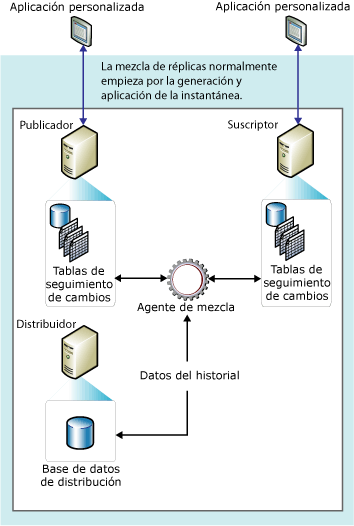 Aplicación personalizada
Aplicación personalizada
La mezcla de réplicas normalmente
empieza por la generación y
aplicación de la instantánea.
Publicador
Suscriptor
Tablas de
seguimiento
de cambios
Tablas de
seguimiento
de cambios
Agente de mezcla
Distribuidor
Datos del historial
Base de datos
de distribución